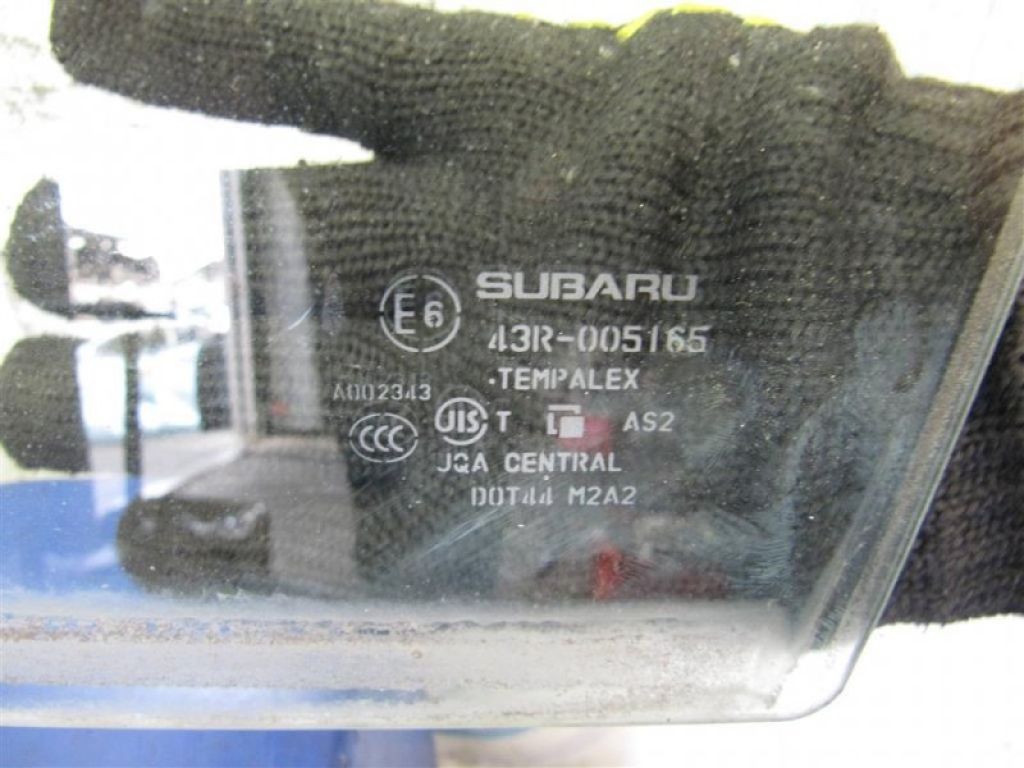 SUBARU
E6 43R-005165
·TEMPALEX
A002343
CCC JIS T AS2
JQA CENTRAL
DOT44 M2A2